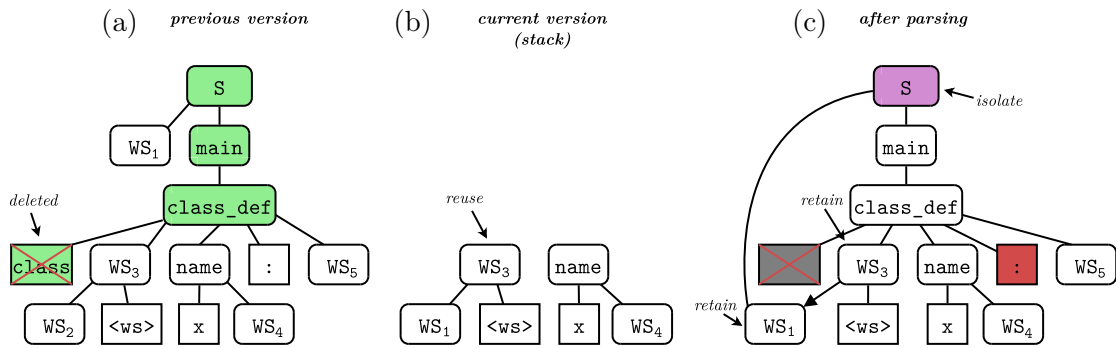 (a) previous version
(b) current version
(stack)
(c) after parsing
S
WS1
main
deleted
class_def
class
WS3
name
:
WS5
WS2
<ws>
x
WS4
reuse
WS3
name
WS1
<ws>
x
WS4
S
isolate
main
retain
class_def
WS3
name
:
WS5
retain
WS1
<ws>
x
WS4